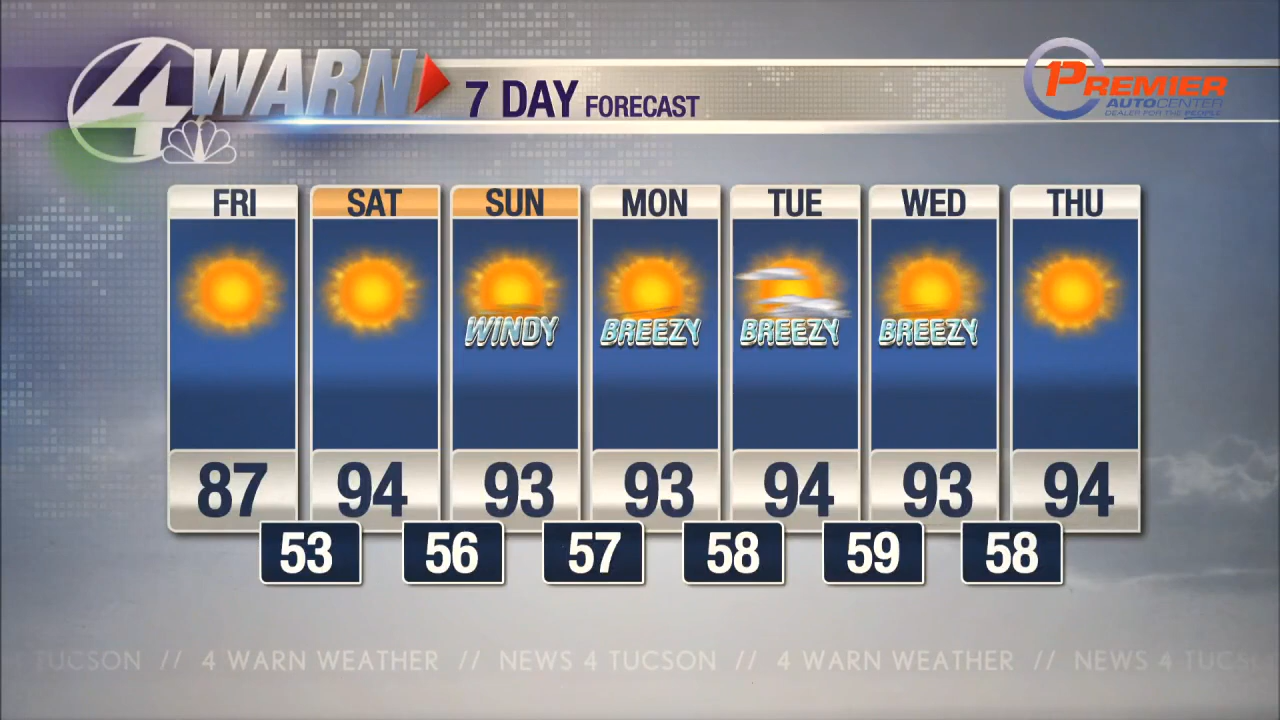 4 WARN 7 DAY FORECAST
PREMIER
AUTOCENTER
DEALER FOR THE PEOPLE
FRI SAT SUN MON TUE WED THU
WINDY BREEZY BREEZY BREEZY
87 94 93 93 94 93 94
53 56 57 58 59 58
TUCSON // 4 WARN WEATHER // NEWS 4 TUCSON // 4 WARN WEATHER // NEWS 4 TUCS